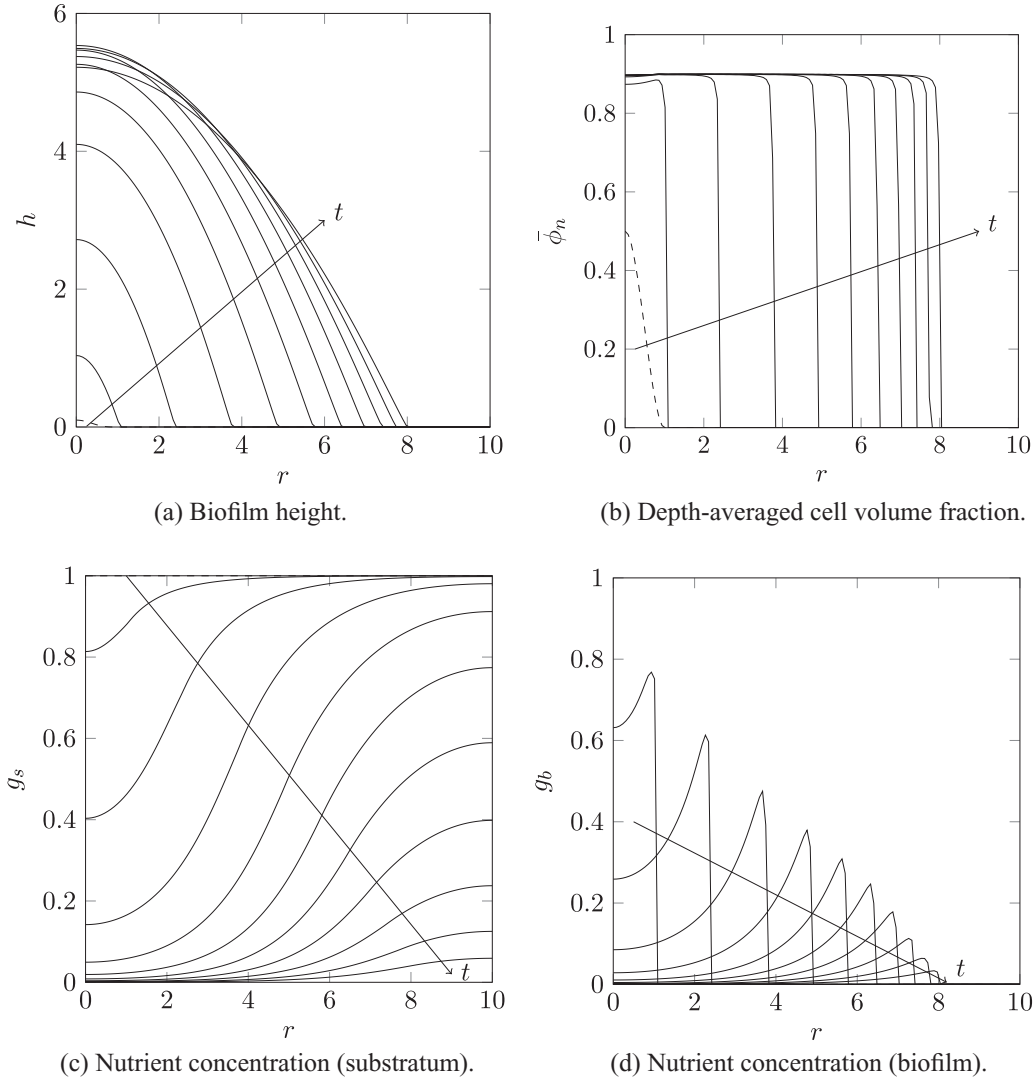 6
4
2
0
0 2 4 6 8 10
h
r
t
(a) Biofilm height.
1
0.8
0.6
0.4
0.2
0
0 2 4 6 8 10
ϕ̄ₙ
r
t
(b) Depth-averaged cell volume fraction.
1
0.8
0.6
0.4
0.2
0
0 2 4 6 8 10
gₛ
r
t
(c) Nutrient concentration (substratum).
1
0.8
0.6
0.4
0.2
0
0 2 4 6 8 10
g_b
r
t
(d) Nutrient concentration (biofilm).